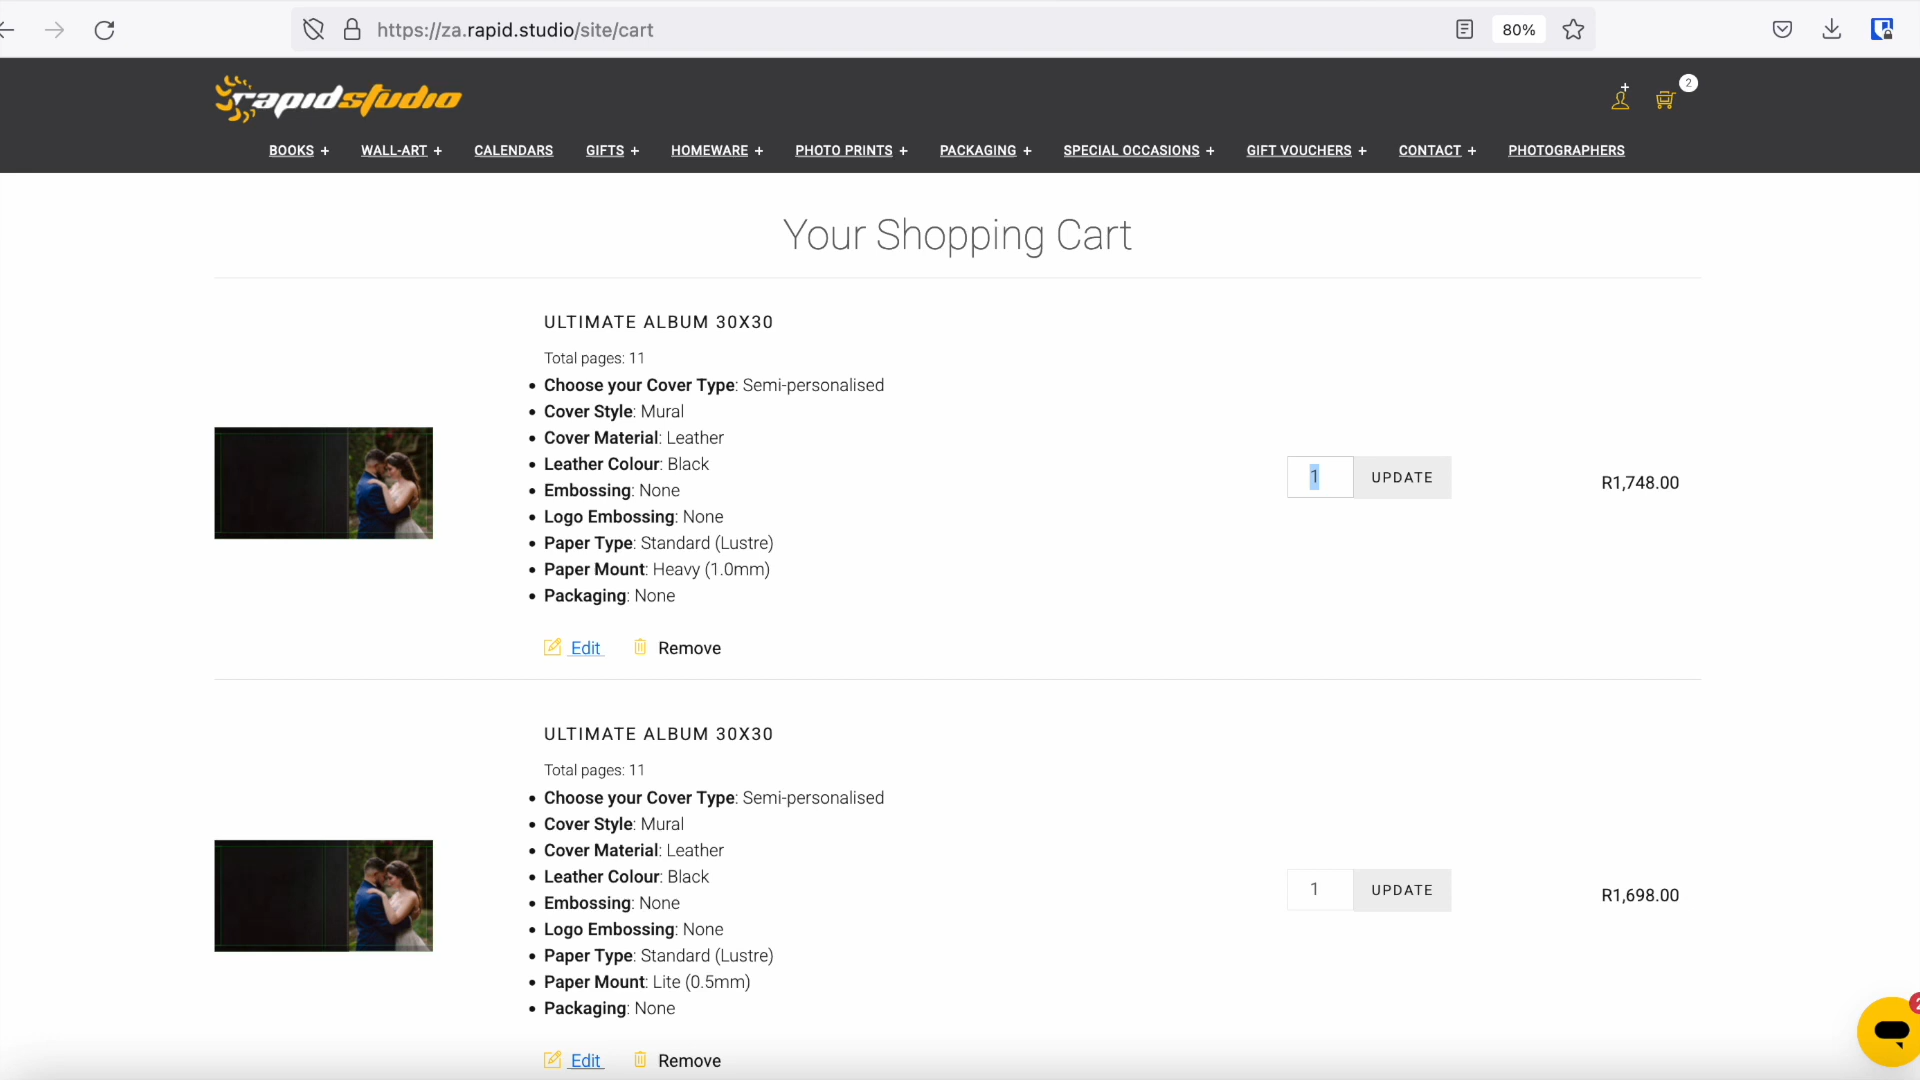 https://za.rapid.studio/site/cart
80%
rapidstudio
2
BOOKS +
WALL-ART +
CALENDARS
GIFTS +
HOMEWARE +
PHOTO PRINTS +
PACKAGING +
SPECIAL OCCASIONS +
GIFT VOUCHERS +
CONTACT +
PHOTOGRAPHERS
Your Shopping Cart
ULTIMATE ALBUM 30X30
Total pages: 11
• Choose your Cover Type: Semi-personalised
• Cover Style: Mural
• Cover Material: Leather
• Leather Colour: Black
• Embossing: None
• Logo Embossing: None
• Paper Type: Standard (Lustre)
• Paper Mount: Heavy (1.0mm)
• Packaging: None
1
UPDATE
R1,748.00
Edit
Remove
ULTIMATE ALBUM 30X30
Total pages: 11
• Choose your Cover Type: Semi-personalised
• Cover Style: Mural
• Cover Material: Leather
• Leather Colour: Black
• Embossing: None
• Logo Embossing: None
• Paper Type: Standard (Lustre)
• Paper Mount: Lite (0.5mm)
• Packaging: None
1
UPDATE
R1,698.00
Edit
Remove